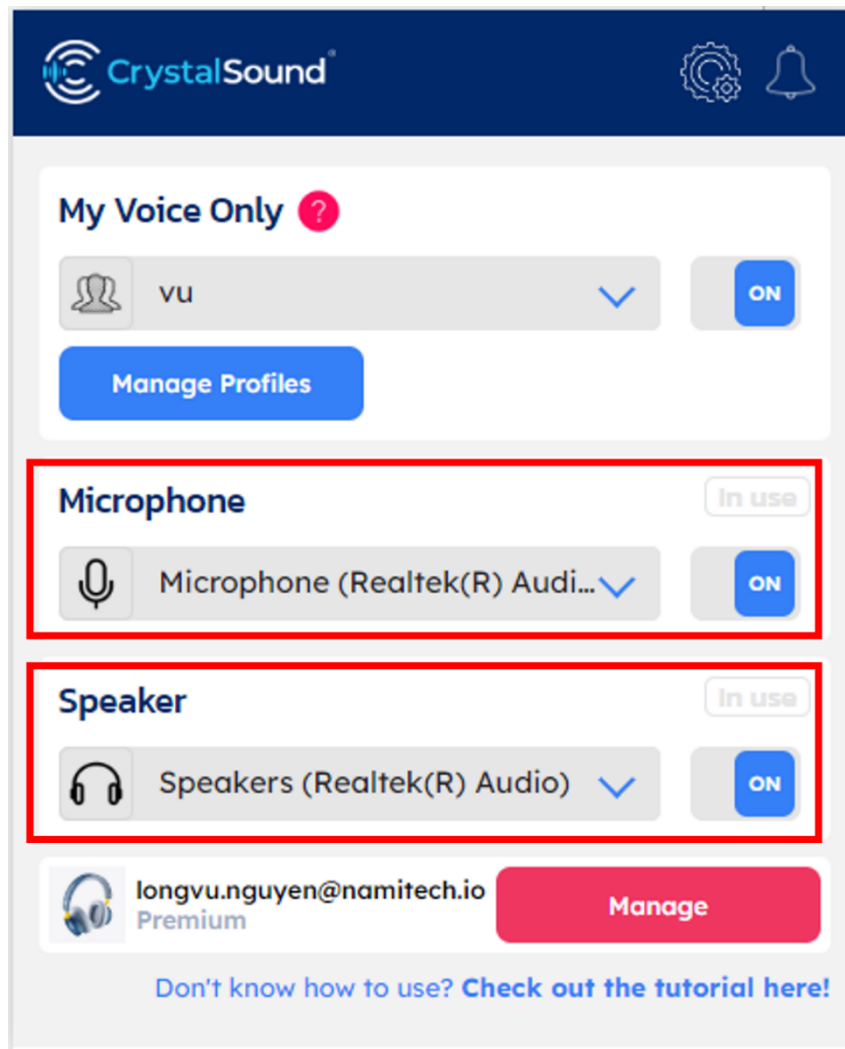 CrystalSound
My Voice Only ?
vu
ON
Manage Profiles
Microphone
In use
Microphone (Realtek(R) Audi...
ON
Speaker
In use
Speakers (Realtek(R) Audio)
ON
longvu.nguyen@namitech.io
Premium
Manage
Don't know how to use? Check out the tutorial here!